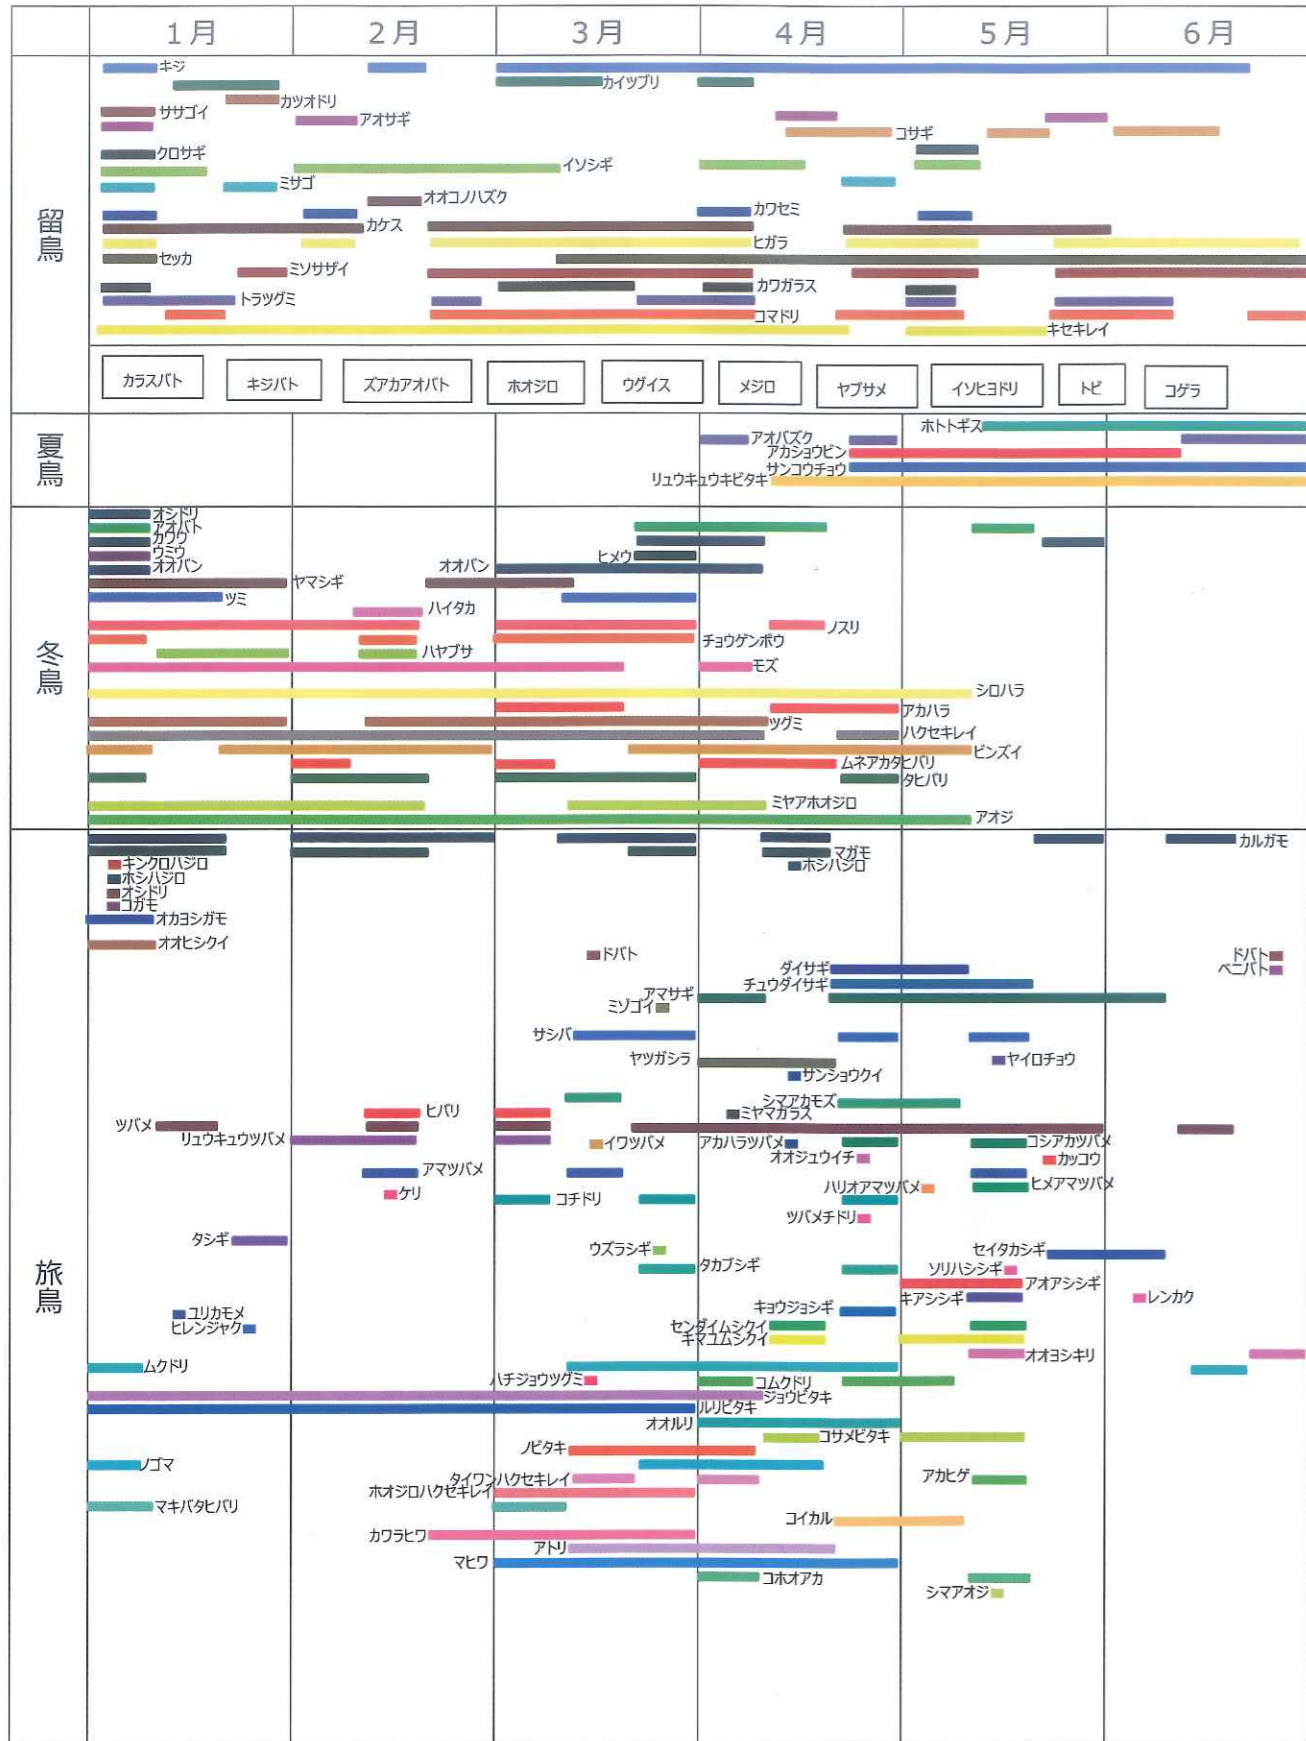 1月 2月 3月 4月 5月 6月
留鳥
キジ
カイツブリ
カツオドリ
ササゴイ
アオサギ
コサギ
クロサギ
イソシギ
ミサゴ
オオコノハズク
カワセミ
カケス
ヒガラ
セッカ
ミソサザイ
カワガラス
トラツグミ
コマドリ
キセキレイ
カラスバト キジバト ズアカアオバト ホオジロ ウグイス メジロ ヤブサメ イソヒヨドリ トビ コゲラ
夏鳥
ホトトギス
アオバズク
アカショウビン
サンコウチョウ
リュウキュウキビタキ
冬鳥
オシドリ
アオバト
カワウ
ウミウ ヒメウ
オオバン オオバン
ヤマシギ
ツミ
ハイタカ
ノスリ
チョウゲンボウ
ハヤブサ
モズ
シロハラ
アカハラ
ツグミ
ハクセキレイ
ビンズイ
ムネアカタヒバリ
タヒバリ
ミヤアホオジロ
アオジ
旅鳥
カルガモ
マガモ
キンクロハジロ ホシハジロ
ホシハジロ
オシドリ
コガモ
オカヨシガモ
オオヒシクイ
ドバト ドバト
ダイサギ ベニバト
チュウダイサギ
アマサギ
ミゾゴイ
サシバ
ヤツガシラ ヤイロチョウ
サンショウクイ
シマアカモズ
ヒバリ ミヤマガラス
ツバメ
リュウキュウツバメ イワツバメ アカハラツバメ コシアカツバメ
オオジュウイチ カッコウ
アマツバメ
ケリ ハリオアマツバメ ヒメアマツバメ
コチドリ
ツバメチドリ
タシギ
ウズラシギ セイタカシギ
タカブシギ ソリハシシギ
アオアシシギ
キアシシギ レンカク
ユリカモメ キョウジョシギ
ヒレンジャク センダイムシクイ
キマユムシクイ
オオヨシキリ
ムクドリ
ハチジョウツグミ コムクドリ
ジョウビタキ
ルリビタキ
オオルリ
コサメビタキ
ノビタキ
ノゴマ
タイワンハクセキレイ アカヒゲ
ホオジロハクセキレイ
マキバタヒバリ
コイカル
カワラヒワ
アトリ
マヒワ
コホオアカ
シマアオジ